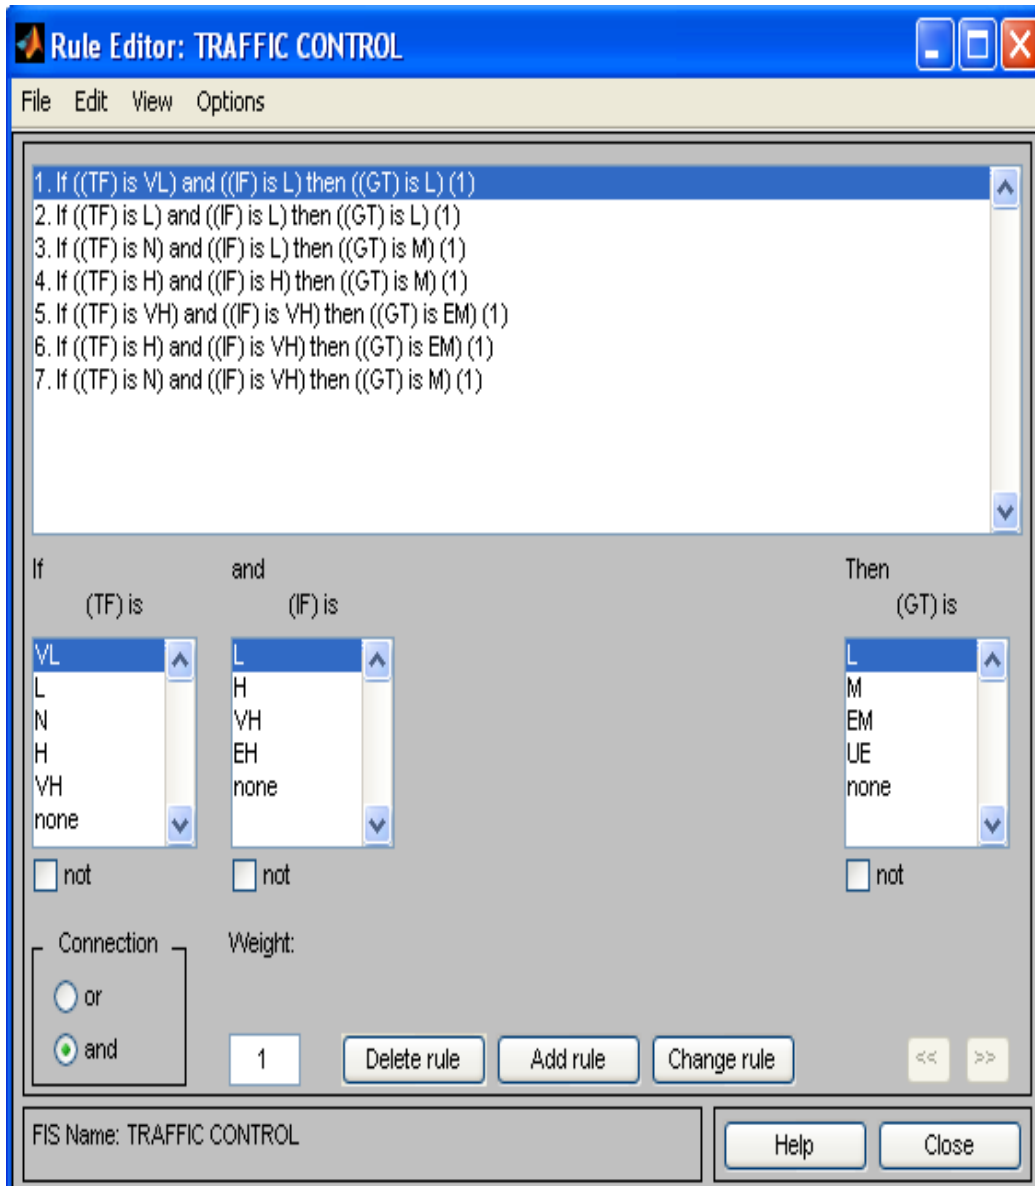 Rule Editor: TRAFFIC CONTROL
File Edit View Options
1. If ((TF) is VL) and ((IF) is L) then ((GT) is L) (1)
2. If ((TF) is L) and ((IF) is L) then ((GT) is L) (1)
3. If ((TF) is N) and ((IF) is L) then ((GT) is M) (1)
4. If ((TF) is H) and ((IF) is H) then ((GT) is M) (1)
5. If ((TF) is VH) and ((IF) is VH) then ((GT) is EM) (1)
6. If ((TF) is H) and ((IF) is VH) then ((GT) is EM) (1)
7. If ((TF) is N) and ((IF) is VH) then ((GT) is M) (1)
If and Then
(TF) is (IF) is (GT) is
VL L L
L H M
N VH EM
H EH UE
VH none none
none
not not not
Connection Weight:
or
and 1 Delete rule Add rule Change rule << >>
FIS Name: TRAFFIC CONTROL Help Close